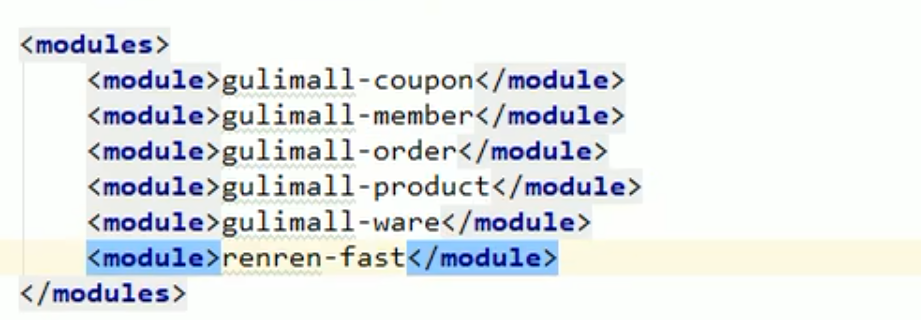 <modules>
<module>gulimall-coupon</module>
<module>gulimall-member</module>
<module>gulimall-order</module>
<module>gulimall-product</module>
<module>gulimall-ware</module>
<module>renren-fast</module>
</modules>